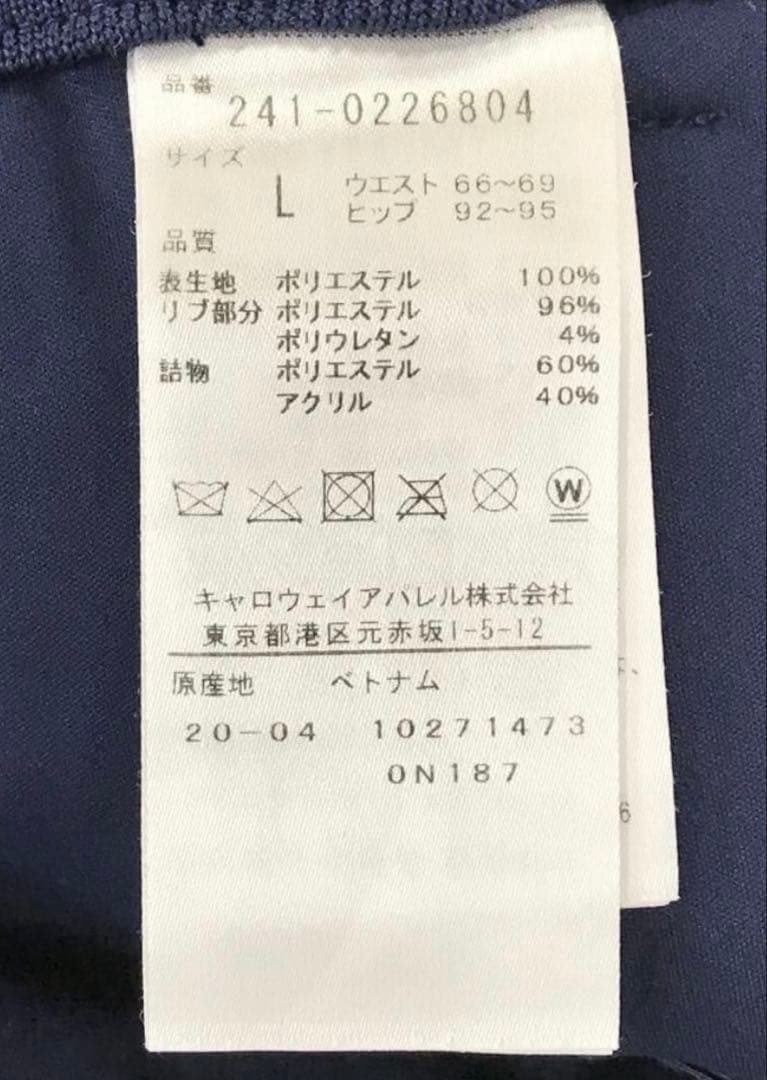 品番
241-0226804
サイズ
L ウエスト 66~69
ヒップ 92~95
品質
表生地 ポリエステル 100%
リブ部分 ポリエステル 96%
ポリウレタン 4%
詰物 ポリエステル 60%
アクリル 40%
W
キャロウェイアパレル株式会社
東京都港区元赤坂1-5-12
原産地 ベトナム
20-04 10271473
0N187
6